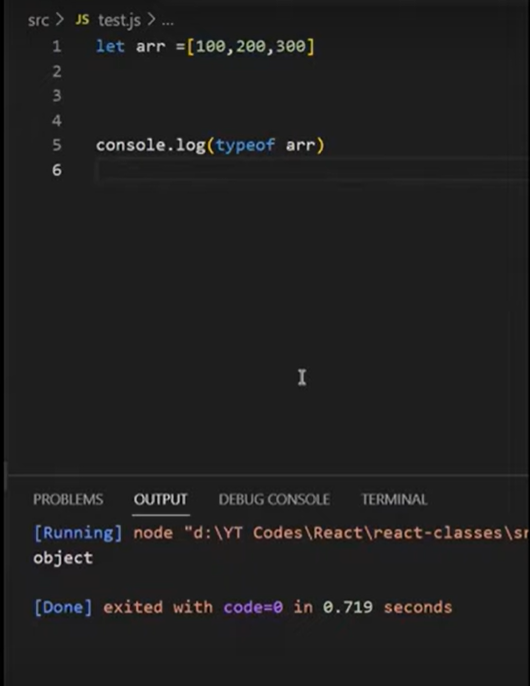 src > JS test.js > ...
1 let arr =[100,200,300]
2
3
4
5 console.log(typeof arr)
6
PROBLEMS OUTPUT DEBUG CONSOLE TERMINAL
[Running] node "d:\YT Codes\React\react-classes\sr
object
[Done] exited with code=0 in 0.719 seconds